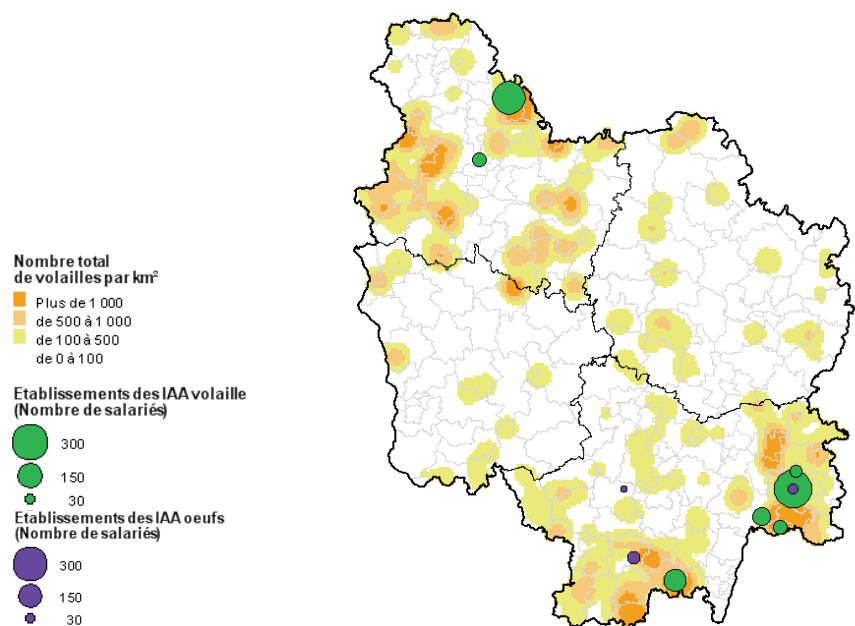 Nombre total
de volailles par km²
Plus de 1 000
de 500 à 1 000
de 100 à 500
de 0 à 100
Etablissements des IAA volaille
(Nombre de salariés)
300
150
30
Etablissements des IAA oeufs
(Nombre de salariés)
300
150
30